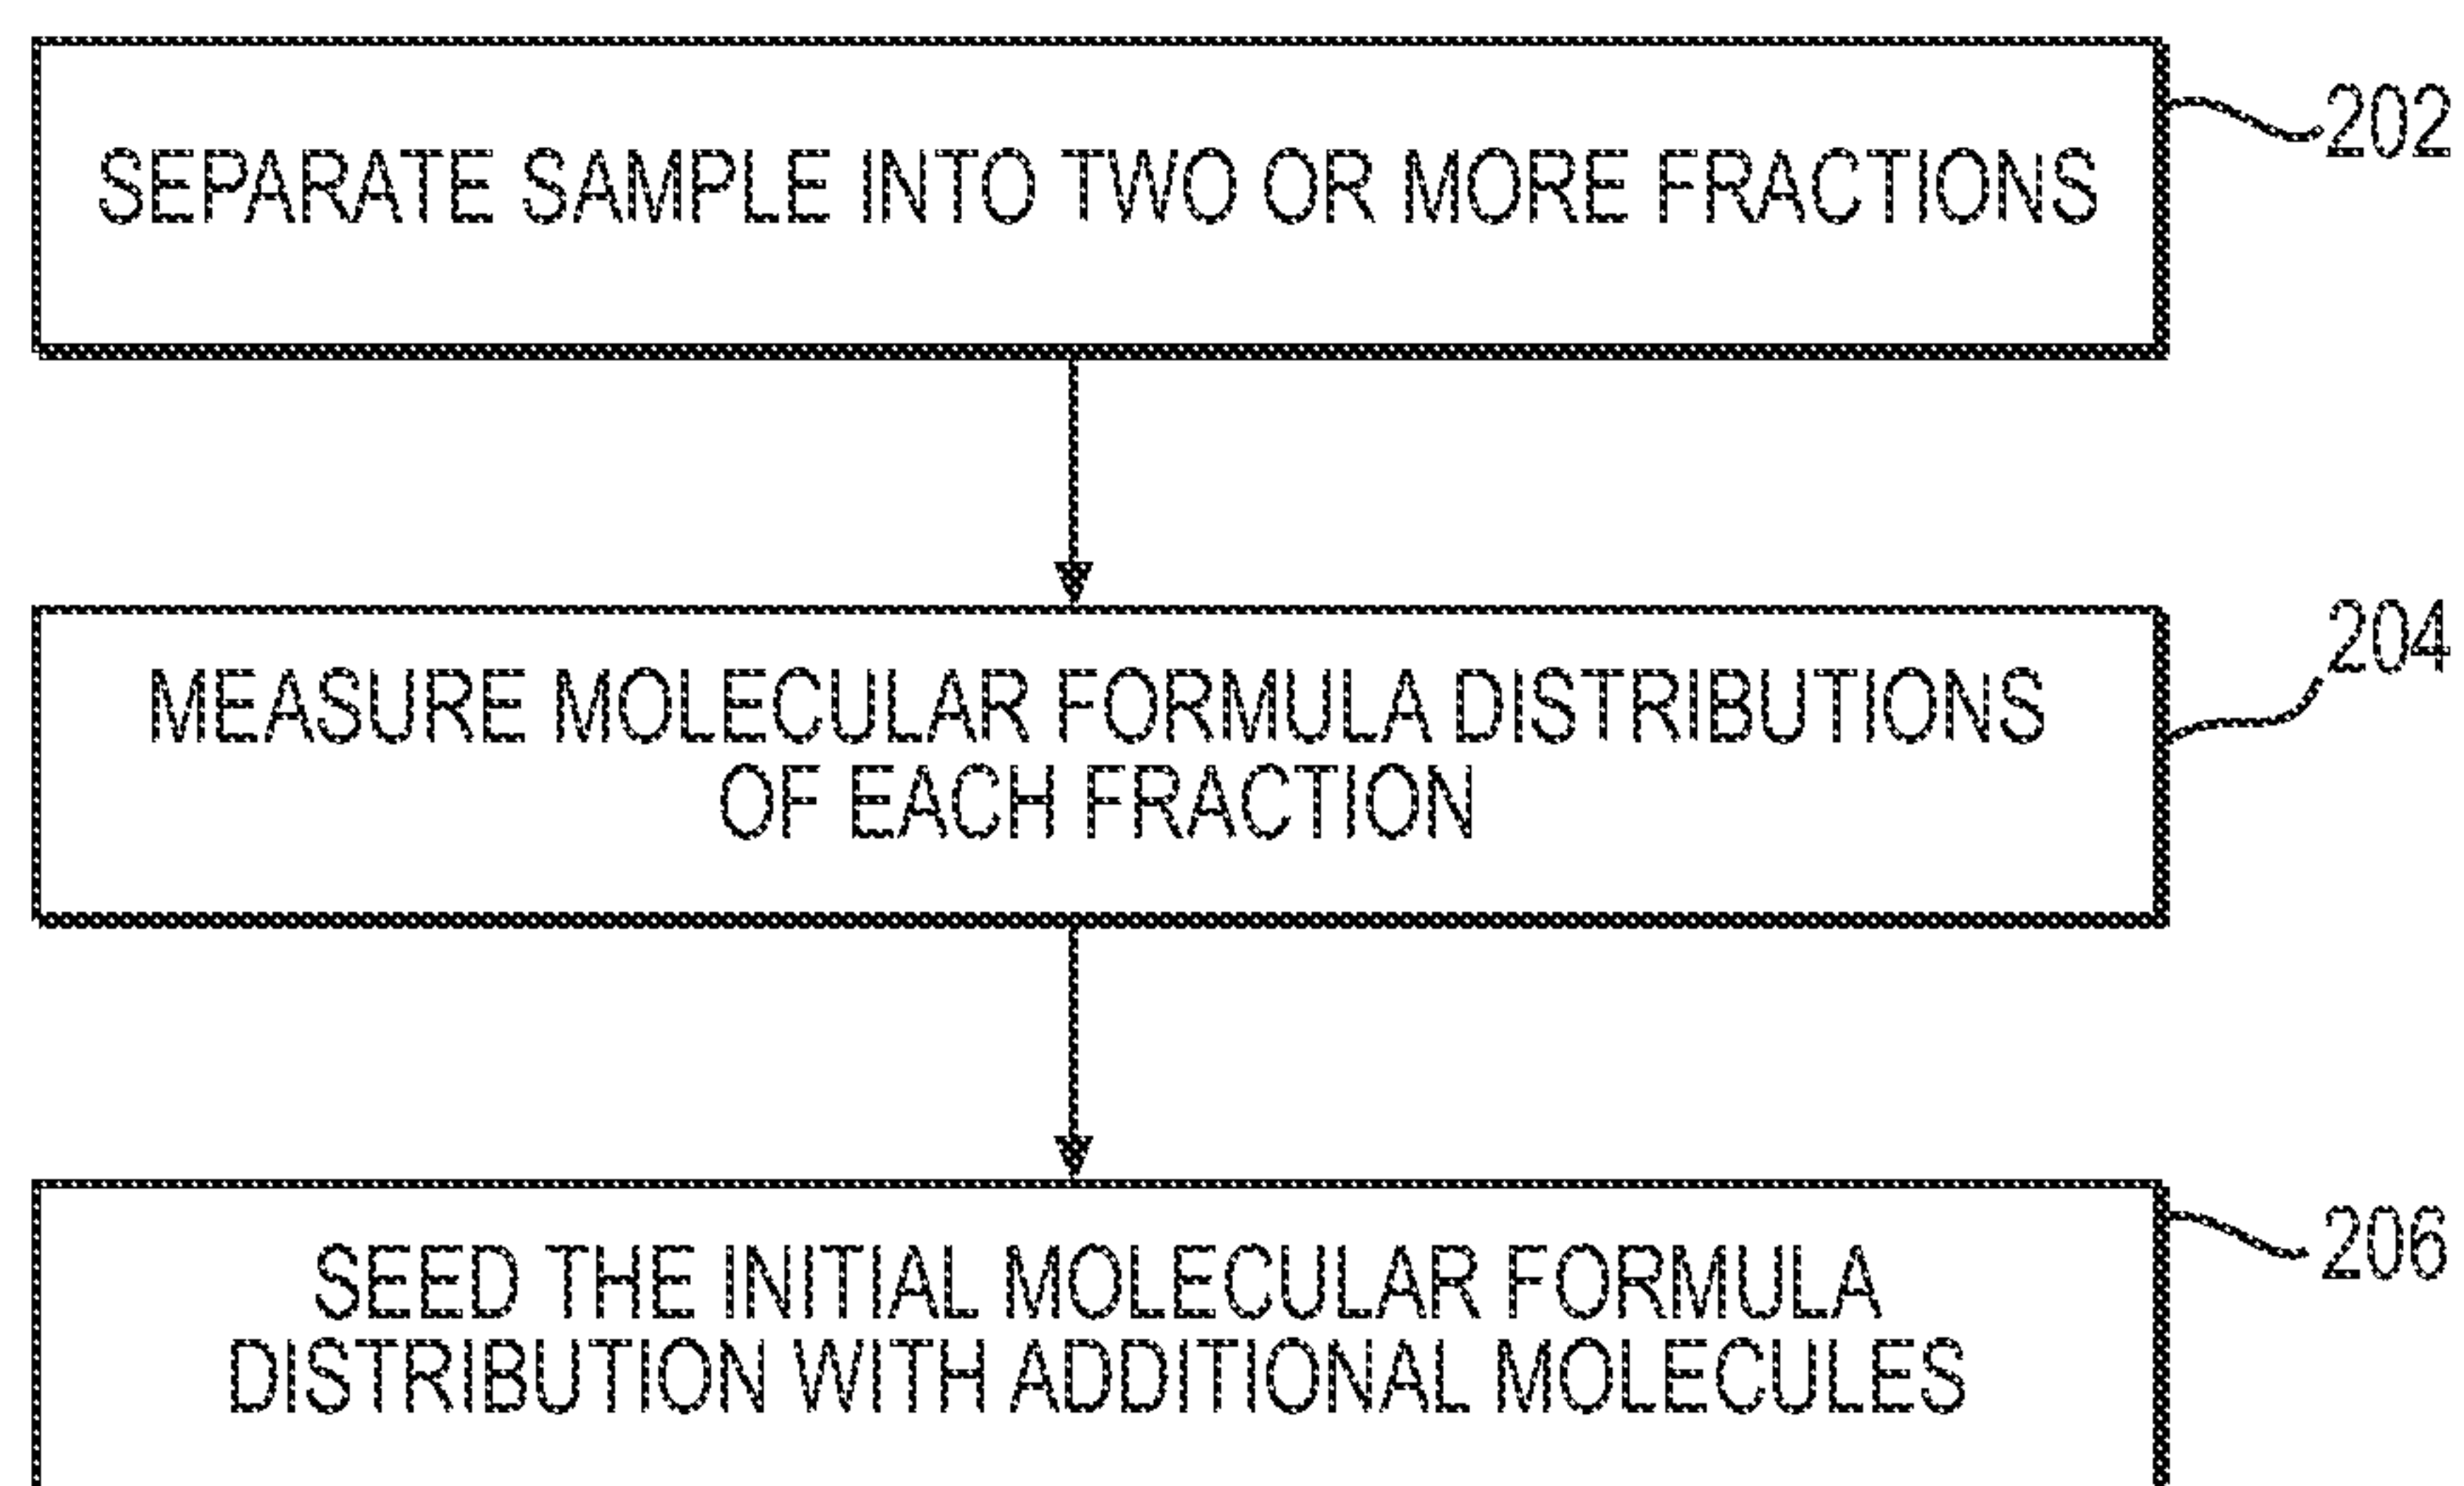 SEPARATE SAMPLE INTO TWO OR MORE FRACTIONS
202
MEASURE MOLECULAR FORMULA DISTRIBUTIONS
OF EACH FRACTION
204
SEED THE INITIAL MOLECULAR FORMULA
DISTRIBUTION WITH ADDITIONAL MOLECULES
206